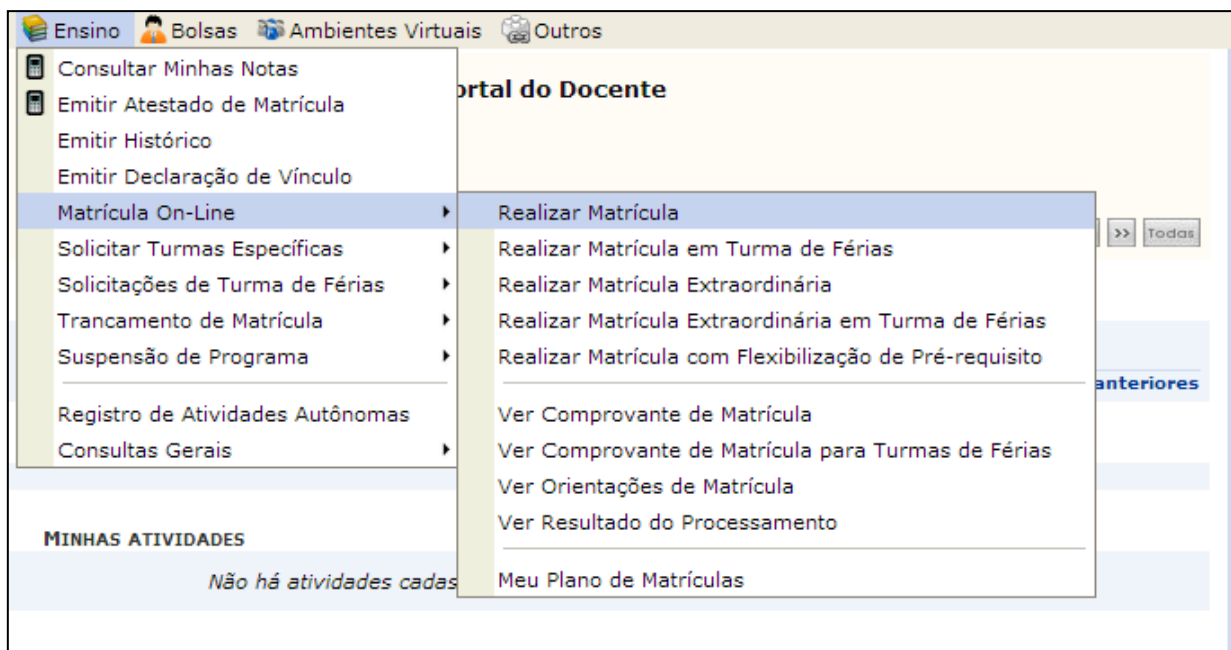 Ensino Bolsas Ambientes Virtuais Outros
Consultar Minhas Notas
Emitir Atestado de Matrícula
Emitir Histórico
Emitir Declaração de Vínculo
Matrícula On-Line
Solicitar Turmas Específicas
Solicitações de Turma de Férias
Trancamento de Matrícula
Suspensão de Programa
Registro de Atividades Autônomas
Consultas Gerais
Realizar Matrícula
Realizar Matrícula em Turma de Férias
Realizar Matrícula Extraordinária
Realizar Matrícula Extraordinária em Turma de Férias
Realizar Matrícula com Flexibilização de Pré-requisito
Ver Comprovante de Matrícula
Ver Comprovante de Matrícula para Turmas de Férias
Ver Orientações de Matrícula
Ver Resultado do Processamento
Meu Plano de Matrículas
ortal do Docente
>> Todas
anteriores
MINHAS ATIVIDADES
Não há atividades cadas